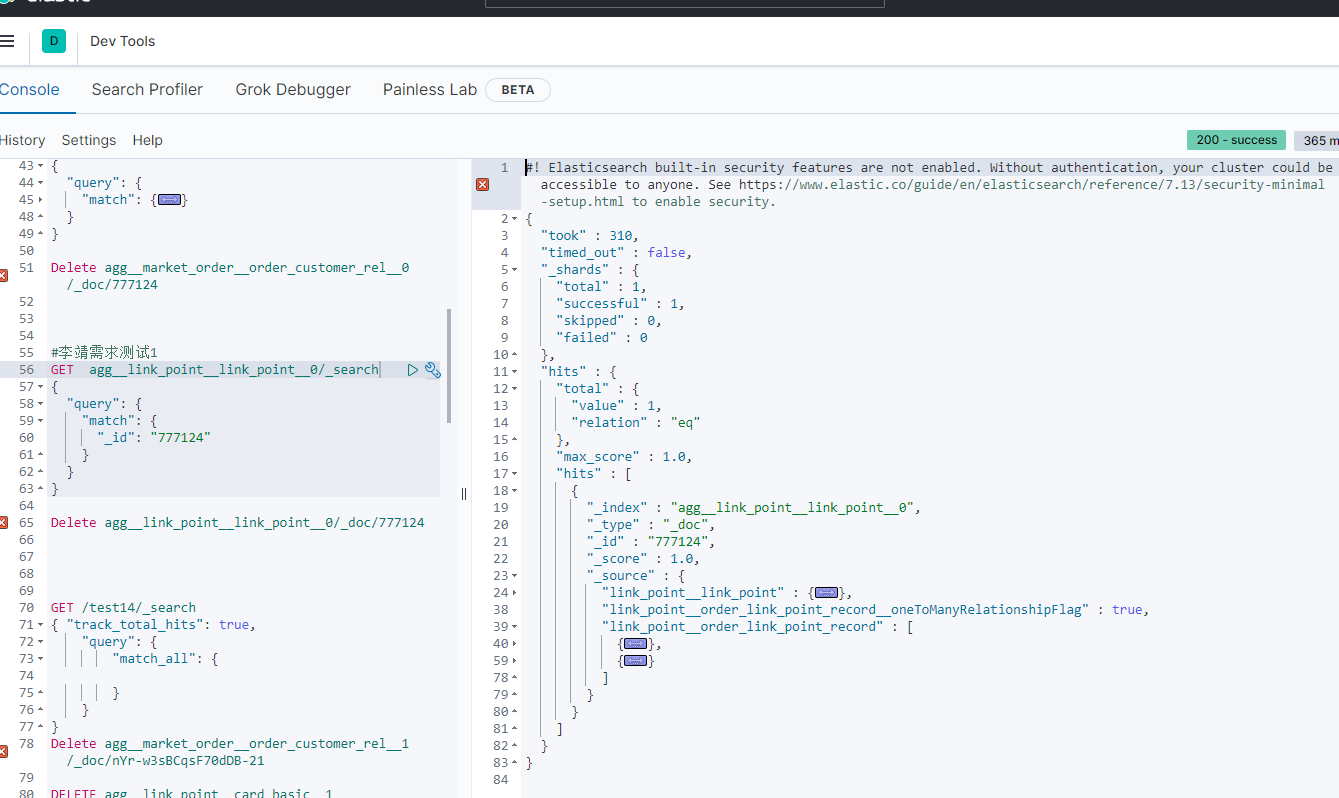 elastic
D
Dev Tools
Console
Search Profiler
Grok Debugger
Painless Lab
BETA
History
Settings
Help
200 - success
365 m
43 {
44 "query": {
45 "match": {
48 }
49 }
50
51 Delete agg__market_order__order_customer_rel__0
/_doc/777124
52
53
54
55 #李靖需求测试1
56 GET agg__link_point__link_point__0/_search
57 {
58 "query": {
59 "match": {
60 "_id": "777124"
61 }
62 }
63 }
64
65 Delete agg__link_point__link_point__0/_doc/777124
66
67
68
69
70 GET /test14/_search
71 { "track_total_hits": true,
72 "query": {
73 "match_all": {
74
75 }
76 }
77 }
78 Delete agg__market_order__order_customer_rel__1
/_doc/nYr-w3sBCqsF70dDB-21
79
80 DELETE agg__link_point__card_basic__1
1 #! Elasticsearch built-in security features are not enabled. Without authentication, your cluster could be
accessible to anyone. See https://www.elastic.co/guide/en/elasticsearch/reference/7.13/security-minimal
-setup.html to enable security.
2 {
3 "took" : 310,
4 "timed_out" : false,
5 "_shards" : {
6 "total" : 1,
7 "successful" : 1,
8 "skipped" : 0,
9 "failed" : 0
10 },
11 "hits" : {
12 "total" : {
13 "value" : 1,
14 "relation" : "eq"
15 },
16 "max_score" : 1.0,
17 "hits" : [
18 {
19 "_index" : "agg__link_point__link_point__0",
20 "_type" : "_doc",
21 "_id" : "777124",
22 "_score" : 1.0,
23 "_source" : {
24 "link_point__link_point" : {},
38 "link_point__order_link_point_record__oneToManyRelationshipFlag" : true,
39 "link_point__order_link_point_record" : [
40 {},
59 {}
78 ]
79 }
80 }
81 ]
82 }
83 }
84